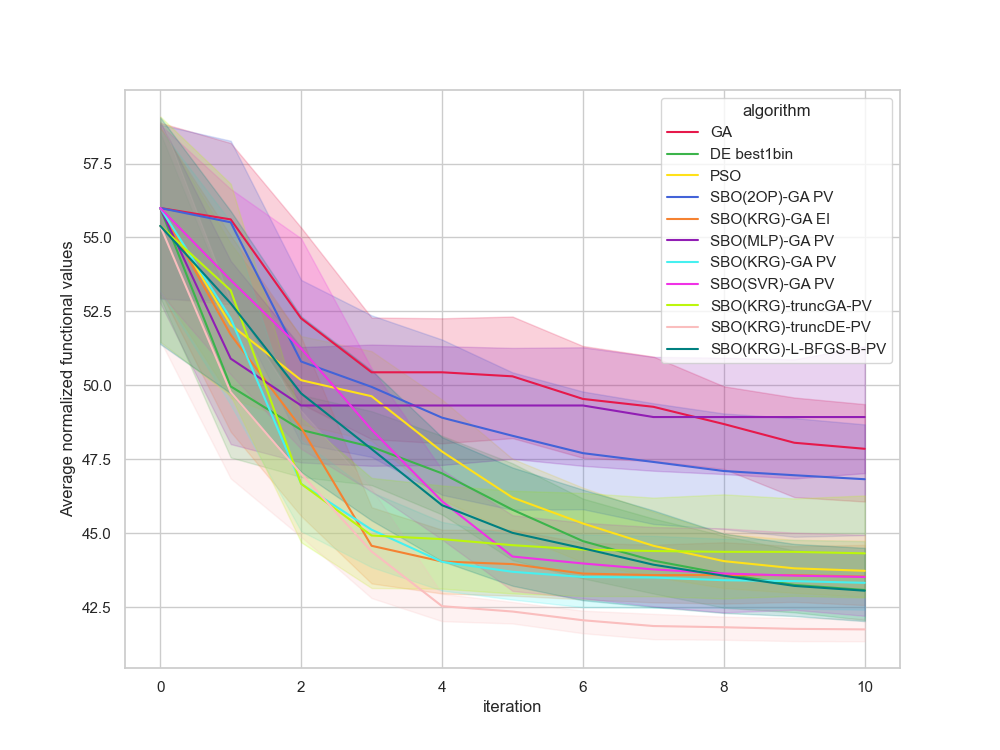 algorithm
GA
DE best1bin
PSO
SBO(2OP)-GA PV
SBO(KRG)-GA EI
SBO(MLP)-GA PV
SBO(KRG)-GA PV
SBO(SVR)-GA PV
SBO(KRG)-truncGA-PV
SBO(KRG)-truncDE-PV
SBO(KRG)-L-BFGS-B-PV
Average normalized functional values
57.5
55.0
52.5
50.0
47.5
45.0
42.5
0 2 4 6 8 10
iteration